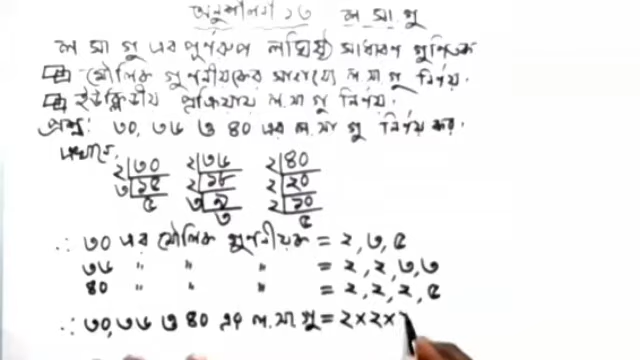 অনুশীলনী ১৩ ল.সা.গু
ল সা গু এর পূর্ণরূপ লঘিষ্ঠ সাধারণ গুণিতক
মৌলিক গুণনীয়কের সাহায্যে ল.সা.গু নির্ণয়.
ইউক্লিডীয় প্রক্রিয়ায় ল.সা.গু নির্ণয়.
প্রশ্ন: ৩০, ৩৬ ও ৪০ এর ল.সা.গু নির্ণয় কর.
এখানে, ২ ৩০ ২ ৩৬ ২ ৪০
৩ ১৫ ২ ১৮ ২ ২০
৫ ৩ ৯ ২ ১০
৩ ৫
∴ ৩০ এর মৌলিক গুণনীয়ক = ২, ৩, ৫
৩৬ " " " = ২, ২, ৩, ৩
৪০ " " " = ২, ২, ২, ৫
∴ ৩০, ৩৬ ও ৪০ এর ল.সা.গু = ২×২×